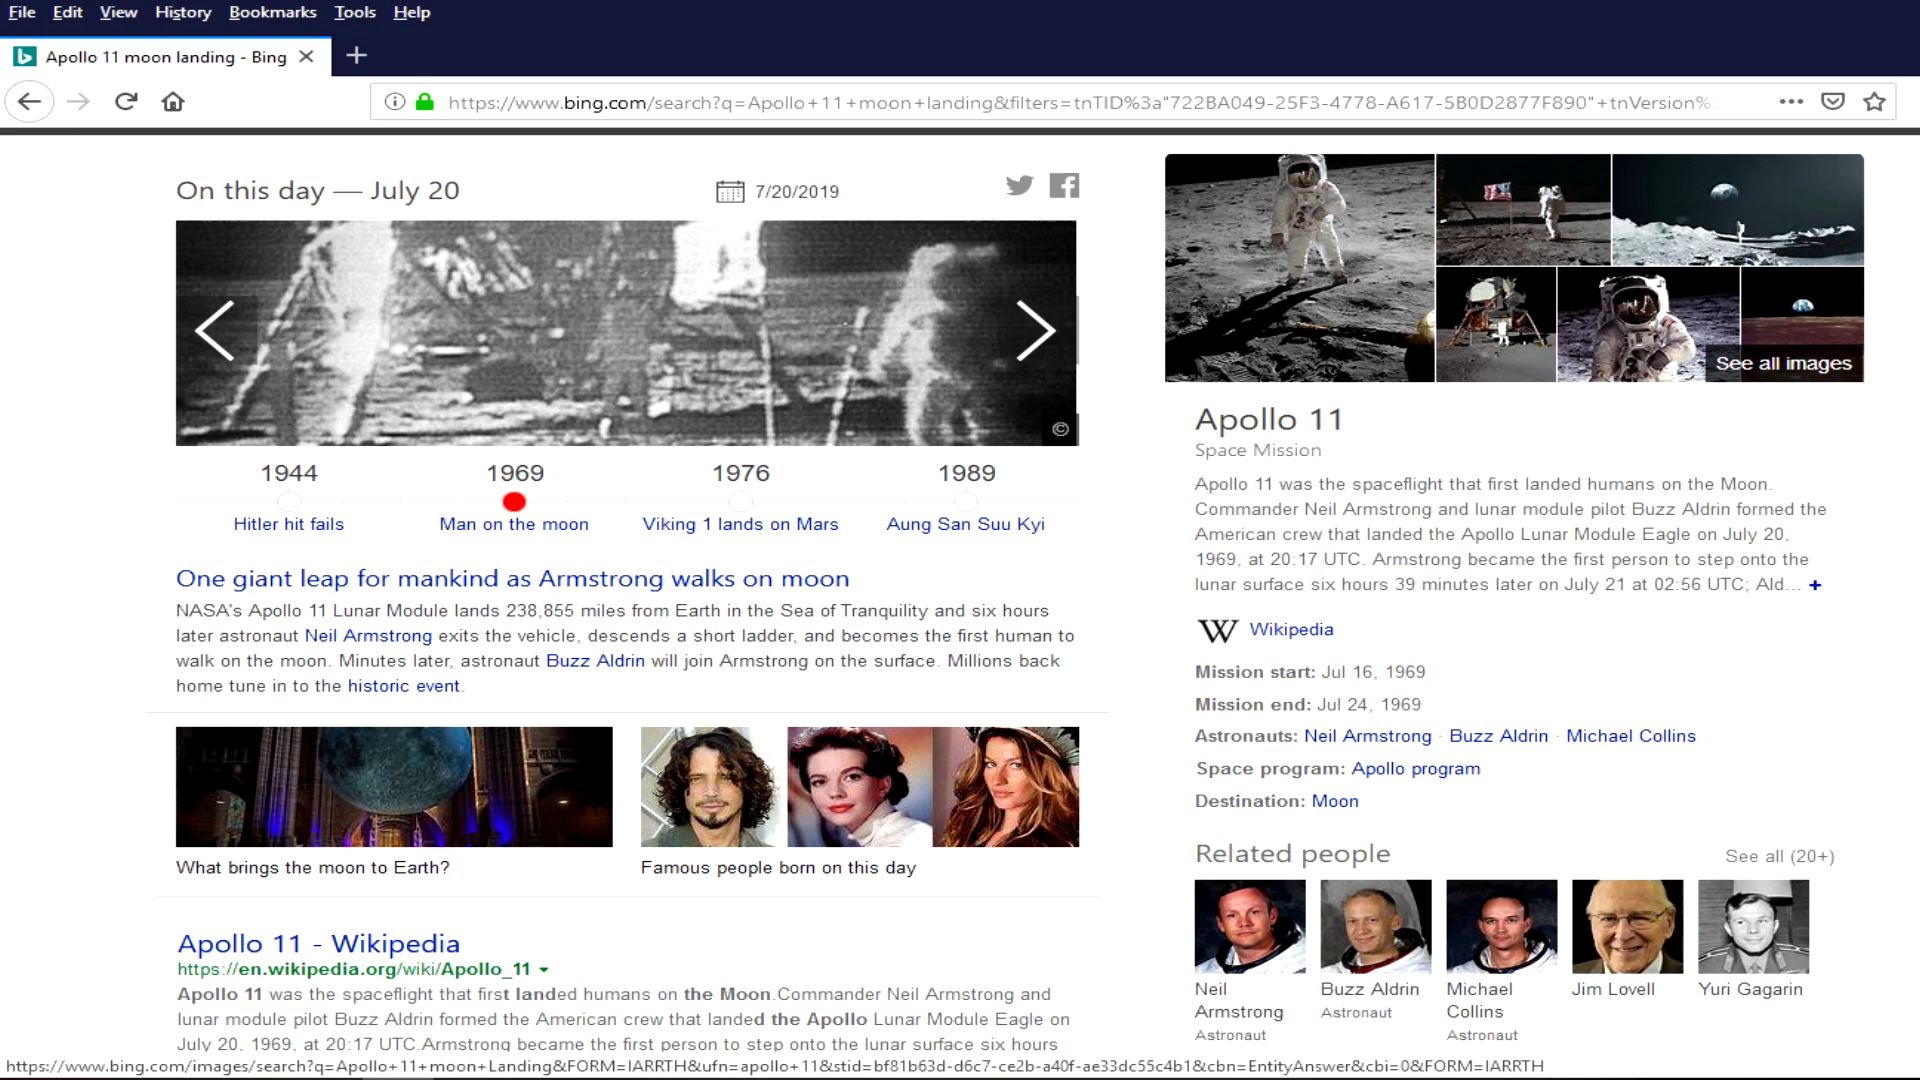 File Edit View History Bookmarks Tools Help
Apollo 11 moon landing - Bing
https://www.bing.com/search?q=Apollo+11+moon+landing&filters=tnTID%3a"722BA049-25F3-4778-A617-5B0D2877F890"+tnVersion%
On this day — July 20
7/20/2019
©
See all images
1944 1969 1976 1989
Hitler hit fails Man on the moon Viking 1 lands on Mars Aung San Suu Kyi
One giant leap for mankind as Armstrong walks on moon
NASA's Apollo 11 Lunar Module lands 238,855 miles from Earth in the Sea of Tranquility and six hours
later astronaut Neil Armstrong exits the vehicle, descends a short ladder, and becomes the first human to
walk on the moon. Minutes later, astronaut Buzz Aldrin will join Armstrong on the surface. Millions back
home tune in to the historic event.
What brings the moon to Earth?
Famous people born on this day
Apollo 11 - Wikipedia
https://en.wikipedia.org/wiki/Apollo_11
Apollo 11 was the spaceflight that first landed humans on the Moon.Commander Neil Armstrong and
lunar module pilot Buzz Aldrin formed the American crew that landed the Apollo Lunar Module Eagle on
July 20, 1969, at 20:17 UTC.Armstrong became the first person to step onto the lunar surface six hours
Apollo 11
Space Mission
Apollo 11 was the spaceflight that first landed humans on the Moon.
Commander Neil Armstrong and lunar module pilot Buzz Aldrin formed the
American crew that landed the Apollo Lunar Module Eagle on July 20,
1969, at 20:17 UTC. Armstrong became the first person to step onto the
lunar surface six hours 39 minutes later on July 21 at 02:56 UTC; Ald... +
W Wikipedia
Mission start: Jul 16, 1969
Mission end: Jul 24, 1969
Astronauts: Neil Armstrong · Buzz Aldrin · Michael Collins
Space program: Apollo program
Destination: Moon
Related people
See all (20+)
Neil Armstrong
Astronaut
Buzz Aldrin
Astronaut
Michael Collins
Astronaut
Jim Lovell
Yuri Gagarin
https://www.bing.com/images/search?q=Apollo+11+moon+Landing&FORM=IARRTH&ufn=apollo+11&stid=bf81b63d-d6c7-ce2b-a40f-ae33dc55c4b1&cbn=EntityAnswer&cbi=0&FORM=IARRTH